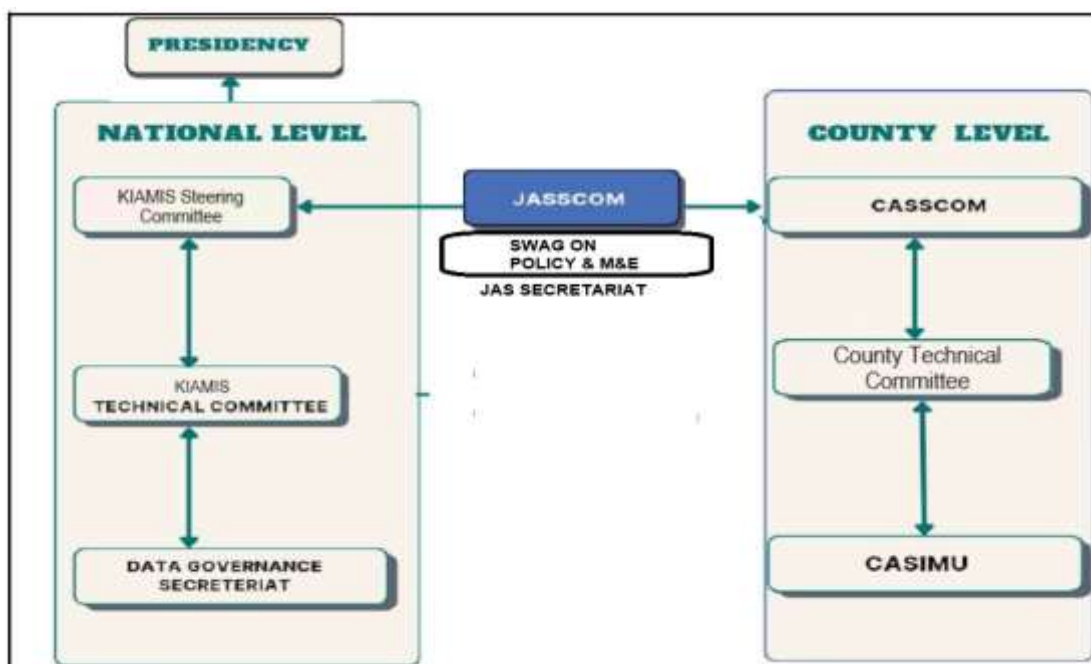 PRESIDENCY
NATIONAL LEVEL
KIAMIS Steering
Committee
KIAMIS
TECHNICAL COMMITTEE
DATA GOVERNANCE
SECRETERIAT
JASSCOM
SWAG ON
POLICY & M&E
JAS SECRETARIAT
COUNTY LEVEL
CASSCOM
County Technical
Committee
CASIMU